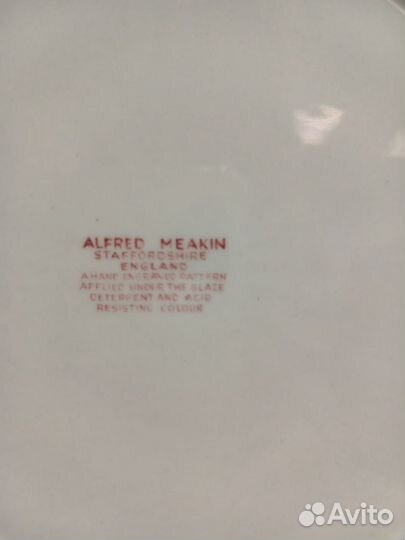 ALFRED MEAKIN
STAFFORDSHIRE
ENGLAND
A HAND ENGRAVED PATTERN
APPLIED UNDER THE GLAZE
DETERGENT AND ACID
RESISTING COLOUR
Avito